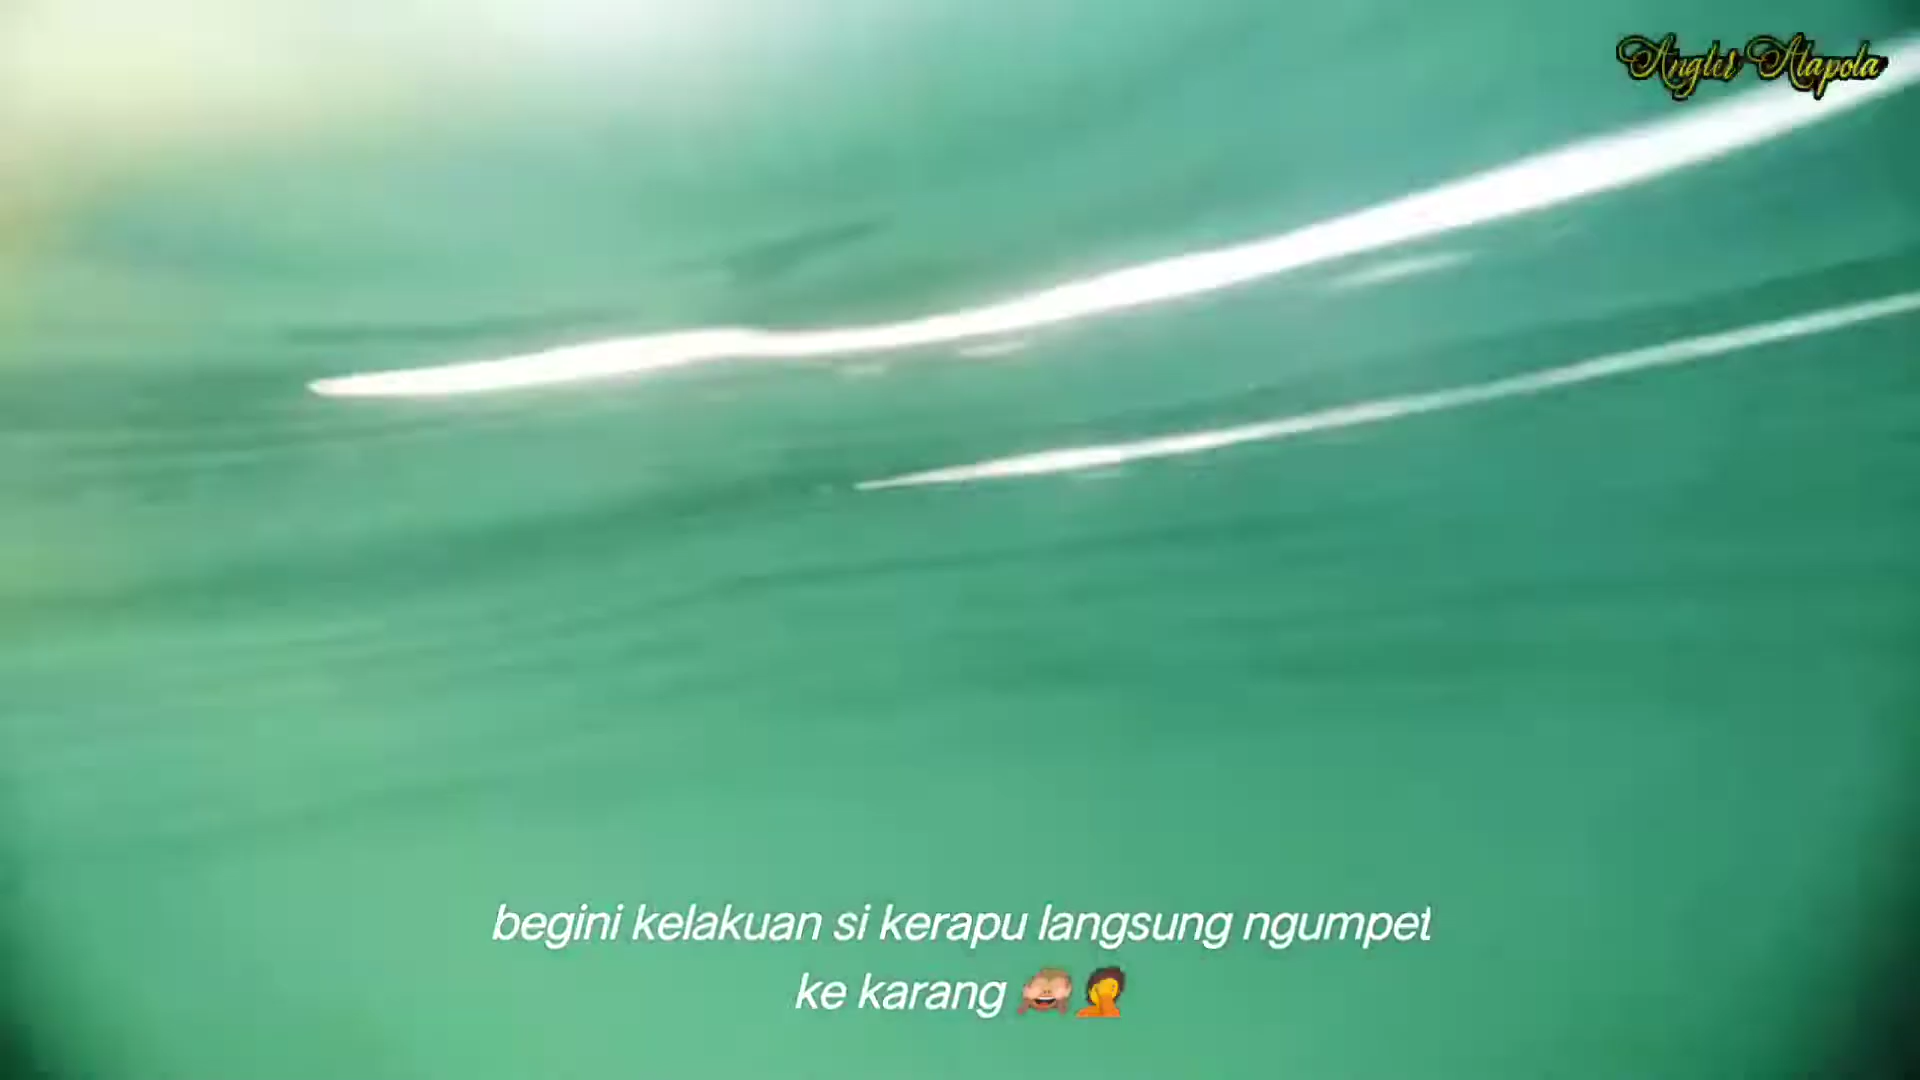 Angler Alapola
begini kelakuan si kerapu langsung ngumpet
ke karang 🙈🤦